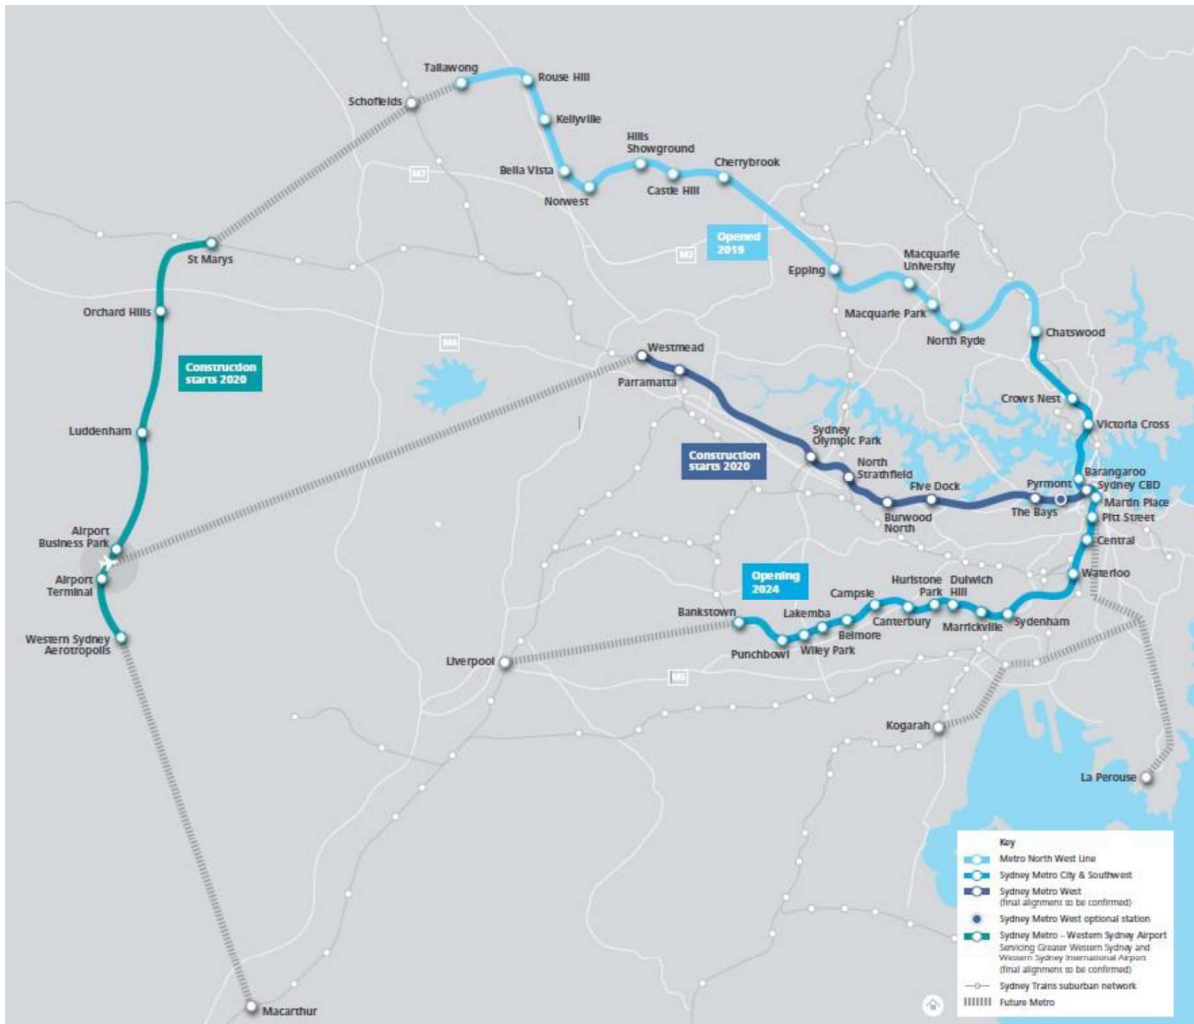 Tallawong
Rouse Hill
Schofields
Kellyville
Hills
Showground
Cherrybrook
Bella Vista
Castle Hill
Norwest
M7
Opened
2019
M2
St Marys
Epping
Macquarie
University
Orchard Hills
Macquarie Park
North Ryde
Chatswood
M4
Westmead
Parramatta
Construction
starts 2020
Crows Nest
Victoria Cross
Luddenham
Sydney
Olympic Park
Construction
starts 2020
North
Strathfield
Barangaroo
Pyrmont
Sydney CBD
Five Dock
Martin Place
The Bays
Burwood
North
Pitt Street
Airport
Business Park
Central
Airport
Terminal
Opening
2024
Waterloo
Hurlstone
Park
Dulwich
Hill
Campsie
Bankstown
Lakemba
Canterbury
Belmore
Marrickville
Sydenham
Western Sydney
Aerotropolis
Punchbowl
Wiley Park
Liverpool
M5
Kogarah
La Perouse
Macarthur
Key
Metro North West Line
Sydney Metro City & Southwest
Sydney Metro West
(final alignment to be confirmed)
Sydney Metro West optional station
Sydney Metro – Western Sydney Airport
Servicing Greater Western Sydney and
Western Sydney International Airport
(final alignment to be confirmed)
Sydney Trains suburban network
Future Metro
N